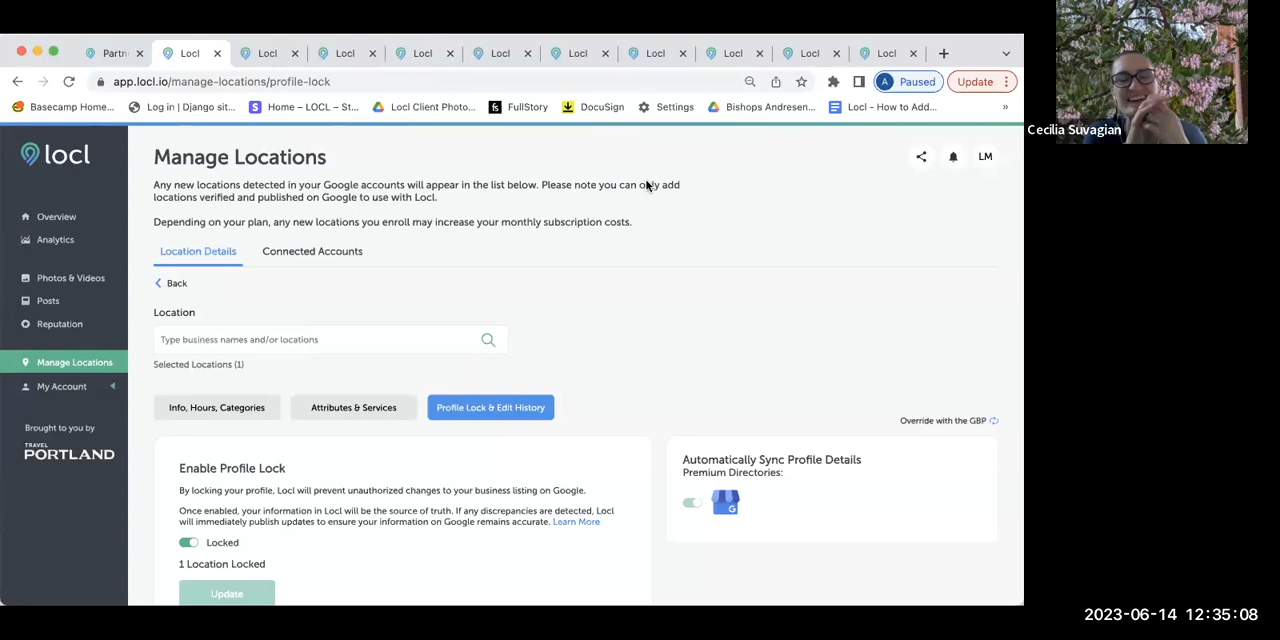 Partn
Locl
Locl
Locl
Locl
Locl
Locl
Locl
Locl
Locl
Locl
app.locl.io/manage-locations/profile-lock
A
Paused
Update
Basecamp Home...
Log in | Django sit...
S
Home – LOCL – St...
Locl Client Photo...
fs
FullStory
DocuSign
Settings
Bishops Andresen...
Locl - How to Add...
»
locl
Overview
Analytics
Photos & Videos
Posts
Reputation
Manage Locations
My Account
Brought to you by
TRAVEL
PORTLAND
Manage Locations
LM
Any new locations detected in your Google accounts will appear in the list below. Please note you can only add
locations verified and published on Google to use with Locl.
Depending on your plan, any new locations you enroll may increase your monthly subscription costs.
Location Details
Connected Accounts
Back
Location
Type business names and/or locations
Selected Locations (1)
Info, Hours, Categories
Attributes & Services
Profile Lock & Edit History
Override with the GBP
Enable Profile Lock
By locking your profile, Locl will prevent unauthorized changes to your business listing on Google.
Once enabled, your information in Locl will be the source of truth. If any discrepancies are detected, Locl
will immediately publish updates to ensure your information on Google remains accurate. Learn More
Locked
1 Location Locked
Update
Automatically Sync Profile Details
Premium Directories:
G
Cecilia Suvagian
2023-06-14 12:35:08